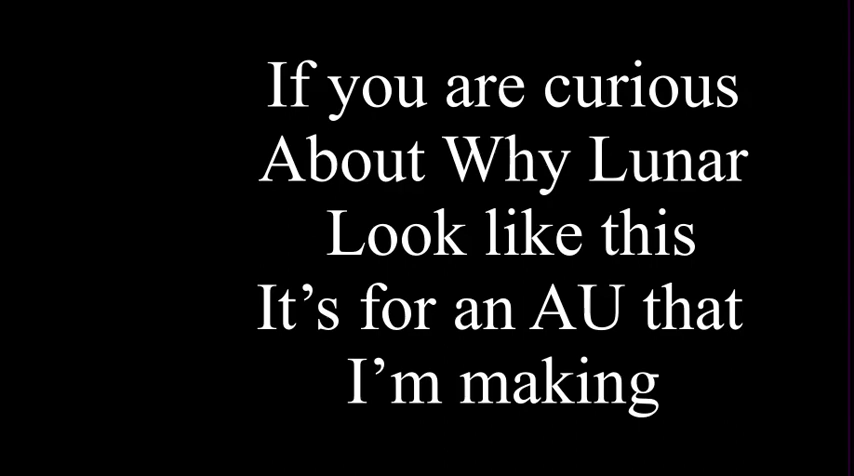 If you are curious
About Why Lunar
Look like this
It’s for an AU that
I’m making